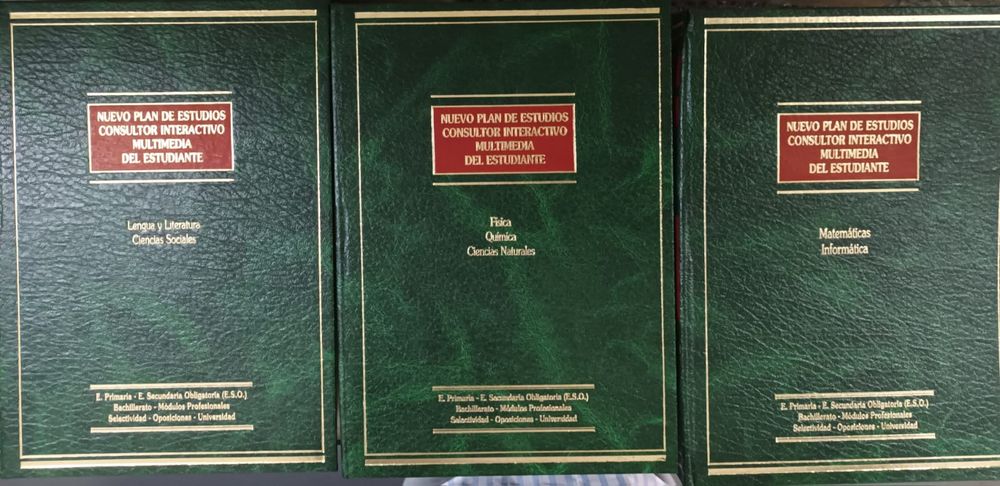 NUEVO PLAN DE ESTUDIOS
CONSULTOR INTERACTIVO
MULTIMEDIA
DEL ESTUDIANTE
Lengua y Literatura
Ciencias Sociales
E. Primaria - E. Secundaria Obligatoria (E.S.O.)
Bachillerato - Módulos Profesionales
Selectividad - Oposiciones - Universidad
NUEVO PLAN DE ESTUDIOS
CONSULTOR INTERACTIVO
MULTIMEDIA
DEL ESTUDIANTE
Física
Química
Ciencias Naturales
E. Primaria - E. Secundaria Obligatoria (E.S.O.)
Bachillerato - Módulos Profesionales
Selectividad - Oposiciones - Universidad
NUEVO PLAN DE ESTUDIOS
CONSULTOR INTERACTIVO
MULTIMEDIA
DEL ESTUDIANTE
Matemáticas
Informática
E. Primaria - E. Secundaria Obligatoria (E.S.O.)
Bachillerato - Módulos Profesionales
Selectividad - Oposiciones - Universidad